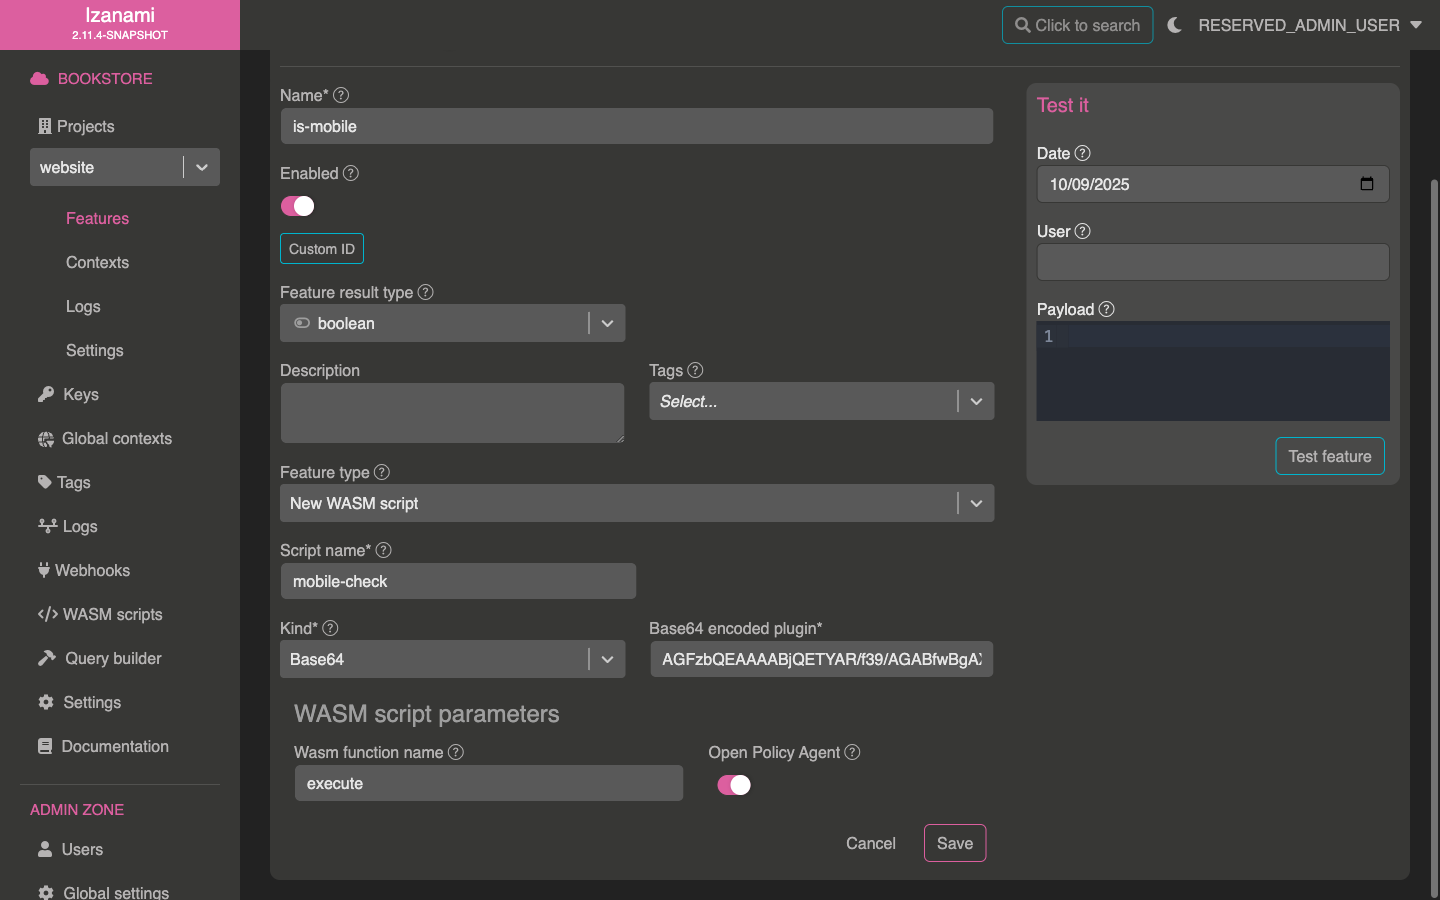 Izanami
2.11.4-SNAPSHOT
Click to search
RESERVED_ADMIN_USER
BOOKSTORE
Projects
website
Features
Contexts
Logs
Settings
Keys
Global contexts
Tags
Logs
Webhooks
WASM scripts
Query builder
Settings
Documentation
ADMIN ZONE
Users
Global settings
Name*
is-mobile
Enabled
Custom ID
Feature result type
boolean
Description
Tags
Select...
Feature type
New WASM script
Script name*
mobile-check
Kind*
Base64
Base64 encoded plugin*
AGFzbQEAAAABjQETYAR/f39/AGABfwBgA
WASM script parameters
Wasm function name
execute
Open Policy Agent
Cancel
Save
Test it
Date
10/09/2025
User
Payload
1
Test feature